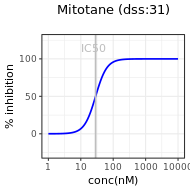 Mitotane (dss:31)
IC50
% inhibition
100
50
0
1 10 100 1000 10000
conc(nM)